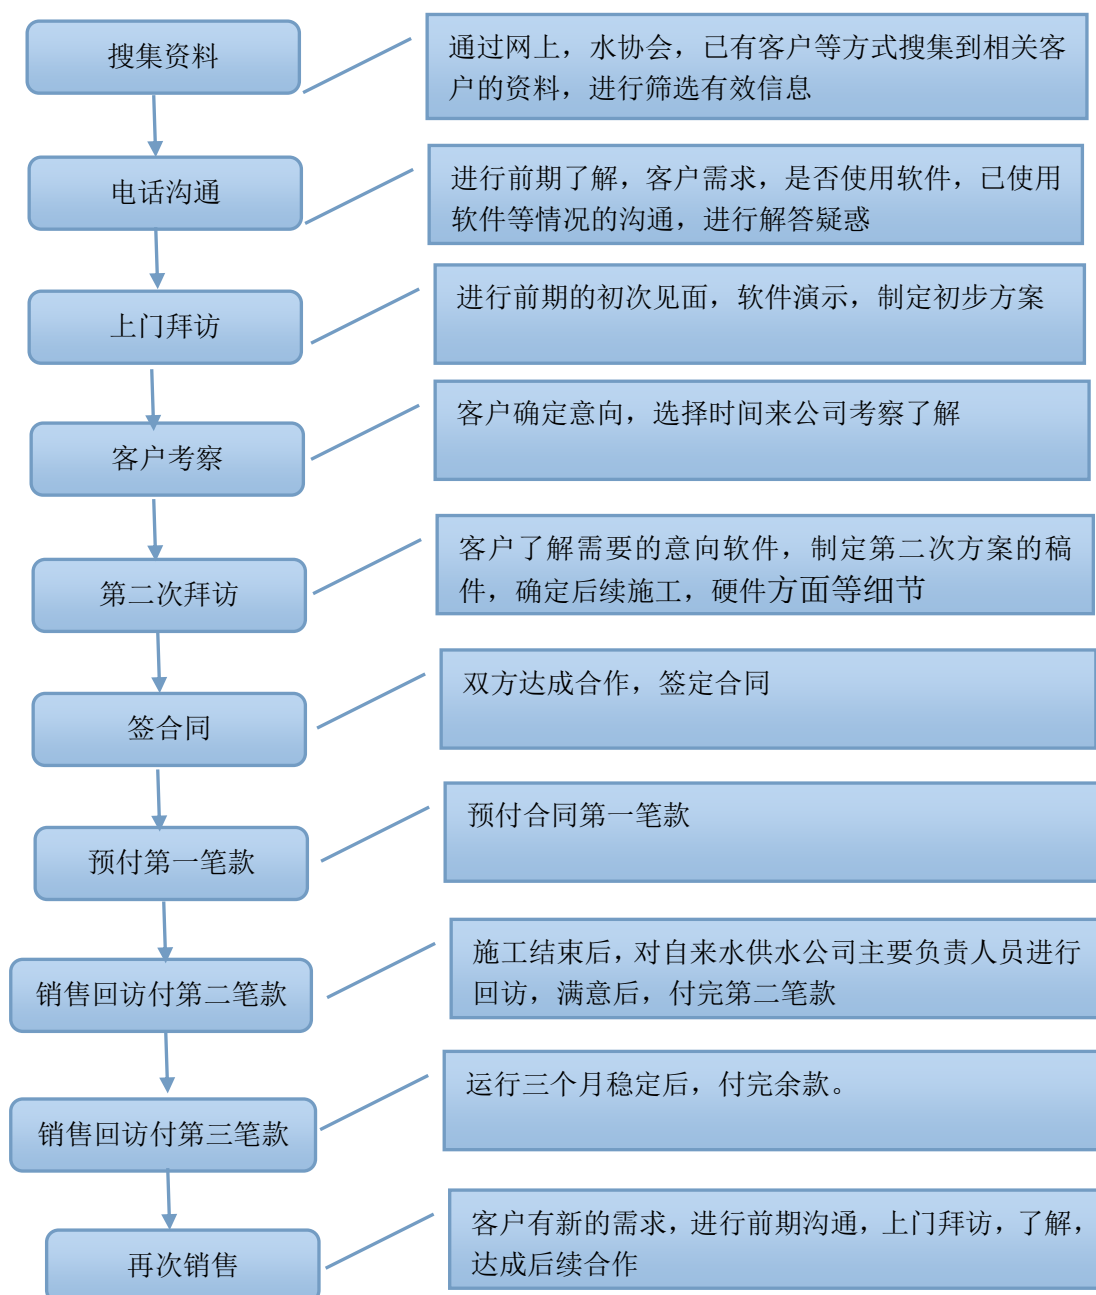 搜集资料
通过网上，水协会，已有客户等方式搜集到相关客
户的资料，进行筛选有效信息
电话沟通
进行前期了解，客户需求，是否使用软件，已使用
软件等情况的沟通，进行解答疑惑
上门拜访
进行前期的初次见面，软件演示，制定初步方案
客户考察
客户确定意向，选择时间来公司考察了解
第二次拜访
客户了解需要的意向软件，制定第二次方案的稿
件，确定后续施工，硬件方面等细节
签合同
双方达成合作，签定合同
预付第一笔款
预付合同第一笔款
销售回访付第二笔款
施工结束后，对自来水供水公司主要负责人员进行
回访，满意后，付完第二笔款
销售回访付第三笔款
运行三个月稳定后，付完余款。
再次销售
客户有新的需求，进行前期沟通，上门拜访，了解，
达成后续合作